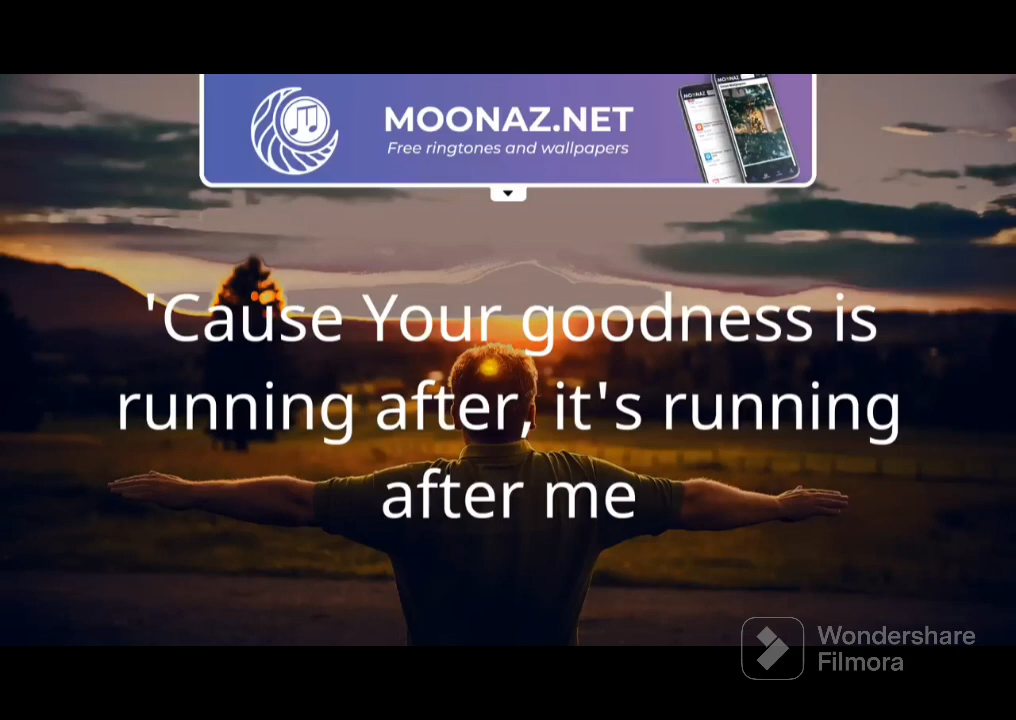 MOONAZ.NET
Free ringtones and wallpapers
'Cause Your goodness is
running after, it's running
after me
Wondershare
Filmora